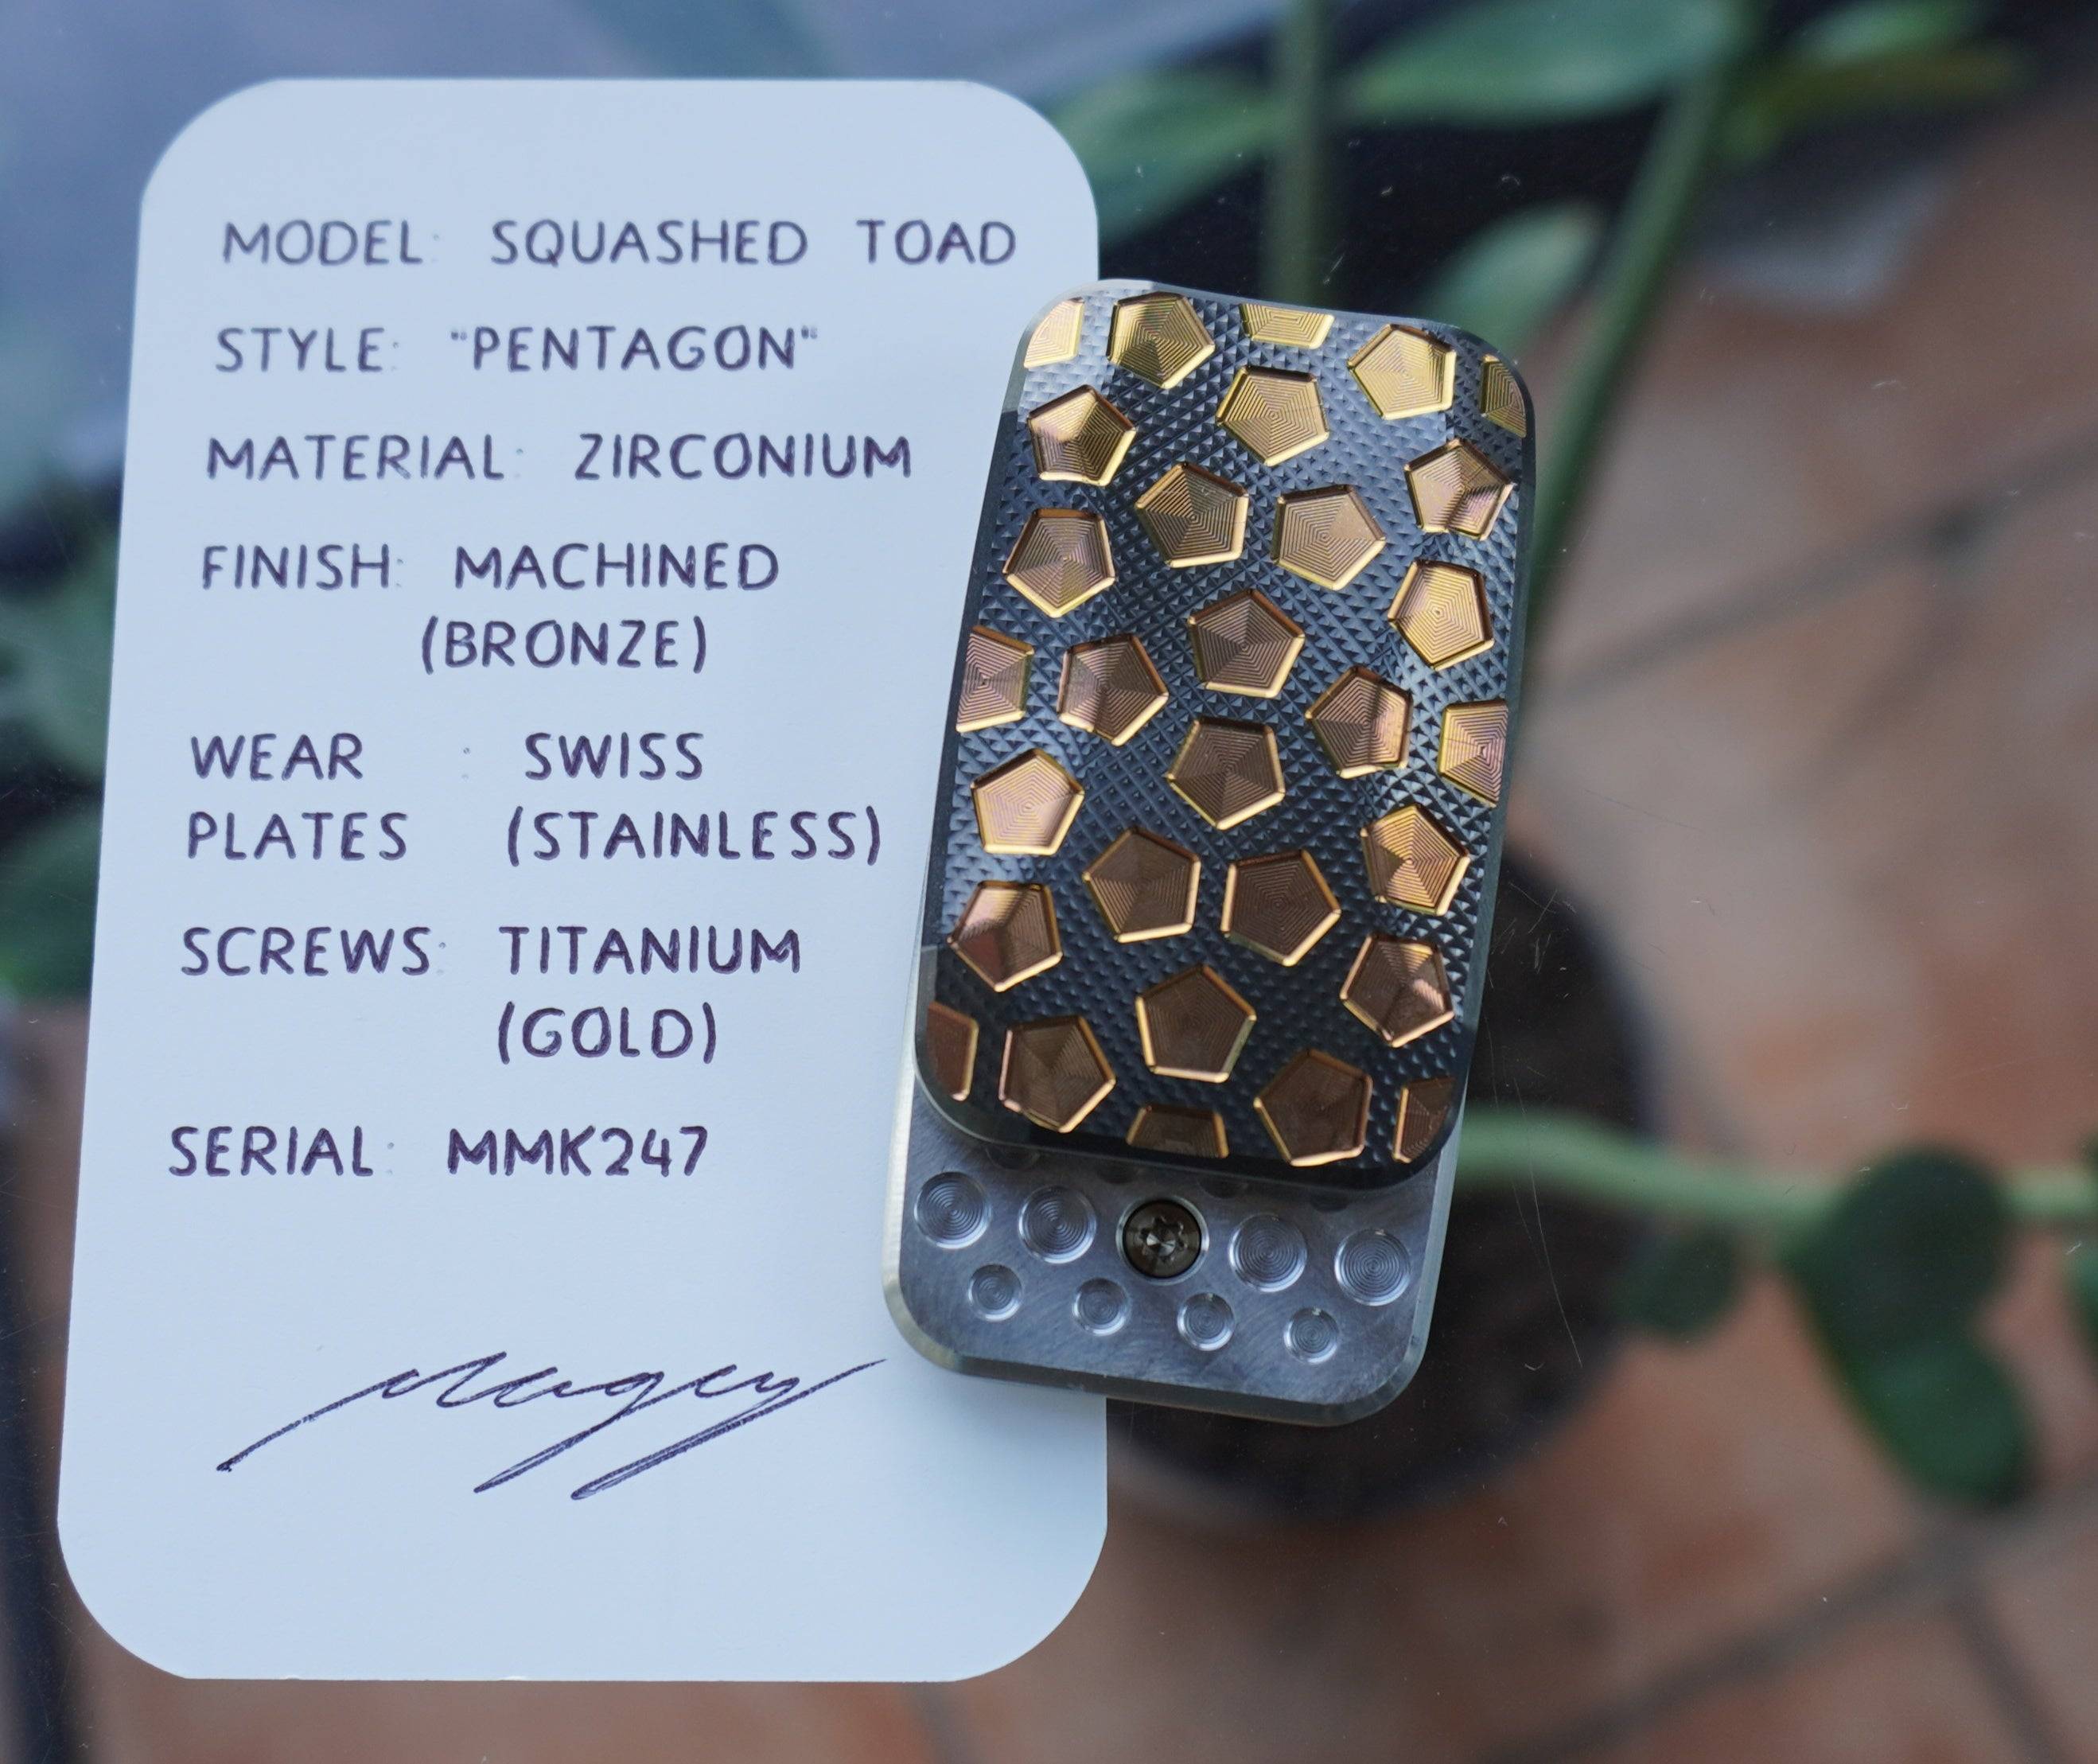 MODEL: SQUASHED TOAD
STYLE: "PENTAGON"
MATERIAL: ZIRCONIUM
FINISH: MACHINED
(BRONZE)
WEAR : SWISS
PLATES (STAINLESS)
SCREWS: TITANIUM
(GOLD)
SERIAL: MMK247